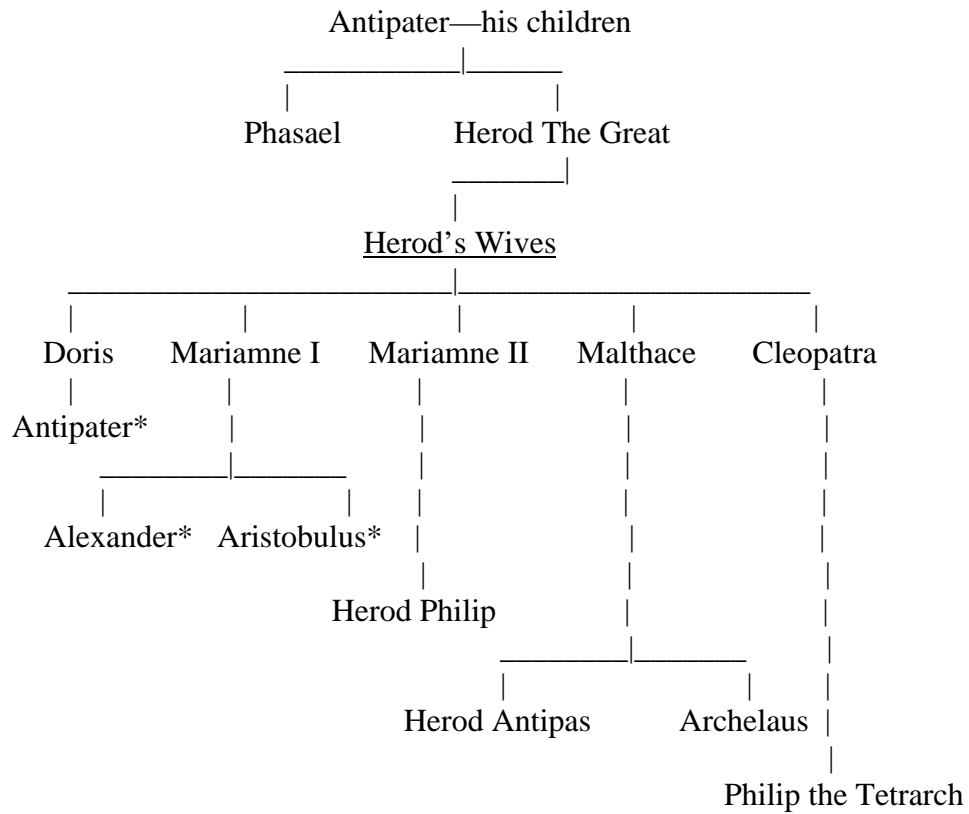 Antipater—his children
Phasael Herod The Great
Herod’s Wives
Doris Mariamne I Mariamne II Malthace Cleopatra
Antipater*
Alexander* Aristobulus*
Herod Philip
Herod Antipas Archelaus
Philip the Tetrarch